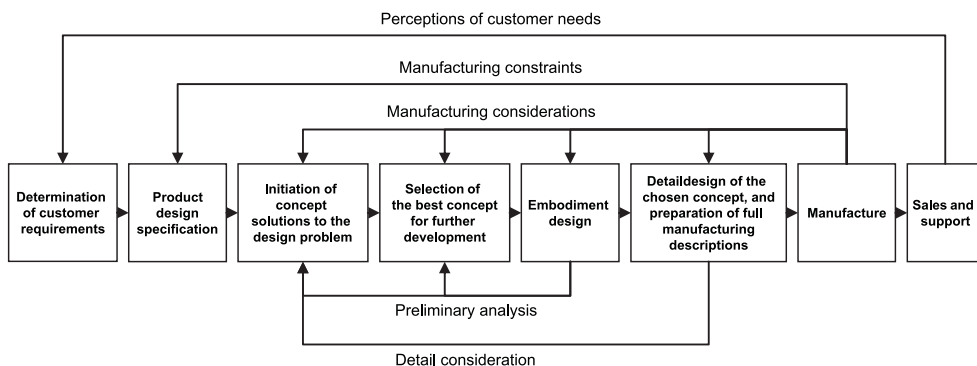 Perceptions of customer needs
Manufacturing constraints
Manufacturing considerations
Determination
of customer
requirements
Product
design
specification
Initiation of
concept
solutions to the
design problem
Selection of
the best concept
for further
development
Embodiment
design
Detaildesign of the
chosen concept, and
preparation of full
manufacturing
descriptions
Manufacture
Sales and
support
Preliminary analysis
Detail consideration